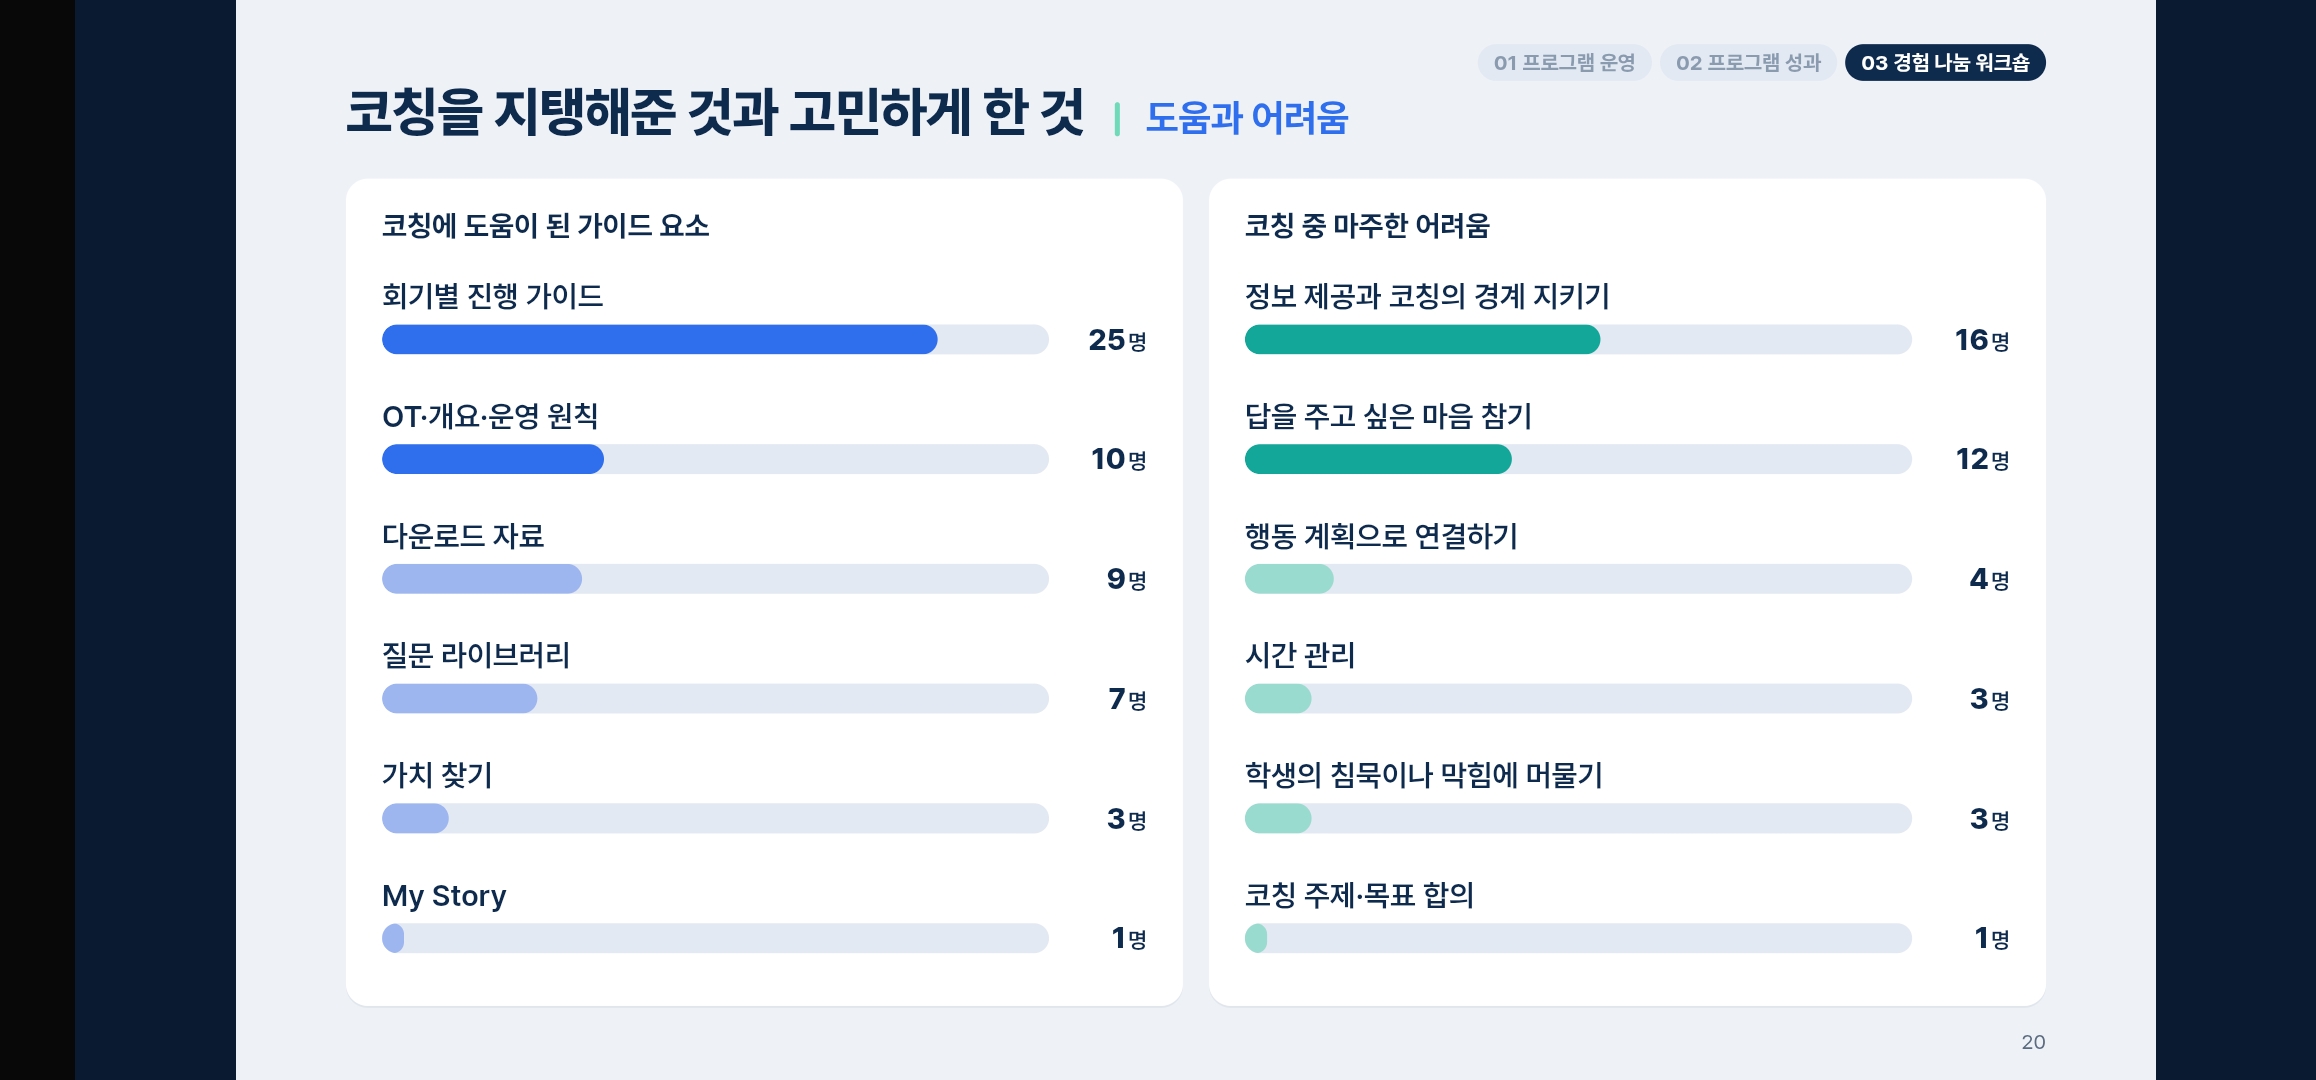 01 프로그램 운영
02 프로그램 성과
03 경험 나눔 워크숍
코칭을 지탱해준 것과 고민하게 한 것 | 도움과 어려움
코칭에 도움이 된 가이드 요소
회기별 진행 가이드
25명
OT·개요·운영 원칙
10명
다운로드 자료
9명
질문 라이브러리
7명
가치 찾기
3명
My Story
1명
코칭 중 마주한 어려움
정보 제공과 코칭의 경계 지키기
16명
답을 주고 싶은 마음 참기
12명
행동 계획으로 연결하기
4명
시간 관리
3명
학생의 침묵이나 막힘에 머물기
3명
코칭 주제·목표 합의
1명
20